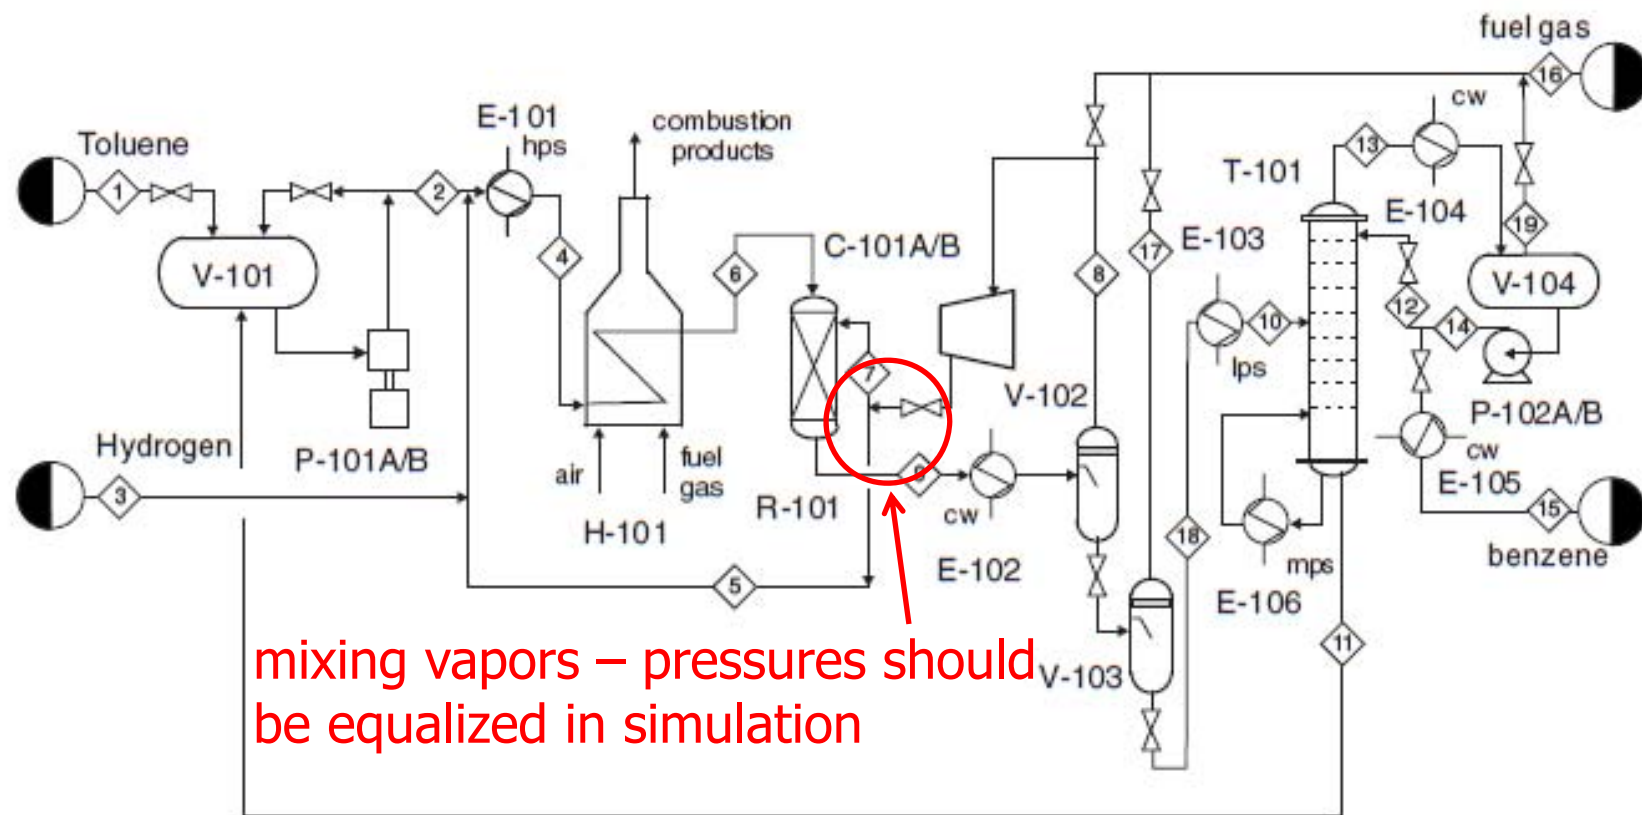 fuel gas
16
E-101
hps
combustion
products
cw
Toluene
13
T-101
1
2
E-104
19
C-101A/B
E-103
17
4
6
8
V-101
V-104
12
10
14
7
lps
V-102
P-102A/B
Hydrogen
P-101A/B
air
fuel
gas
cw
E-105
3
9
R-101
cw
15
H-101
18
benzene
E-102
mps
5
E-106
11
mixing vapors – pressures should
V-103
be equalized in simulation